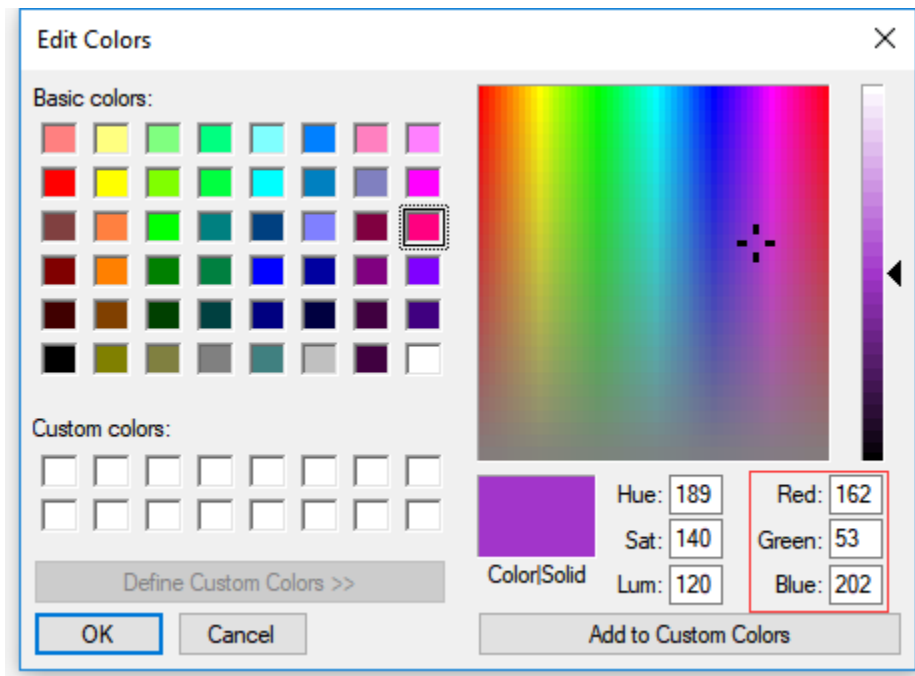 Edit Colors
Basic colors:
Custom colors:
Define Custom Colors >>
OK
Cancel
Color|Solid
Hue: 189
Sat: 140
Lum: 120
Red: 162
Green: 53
Blue: 202
Add to Custom Colors